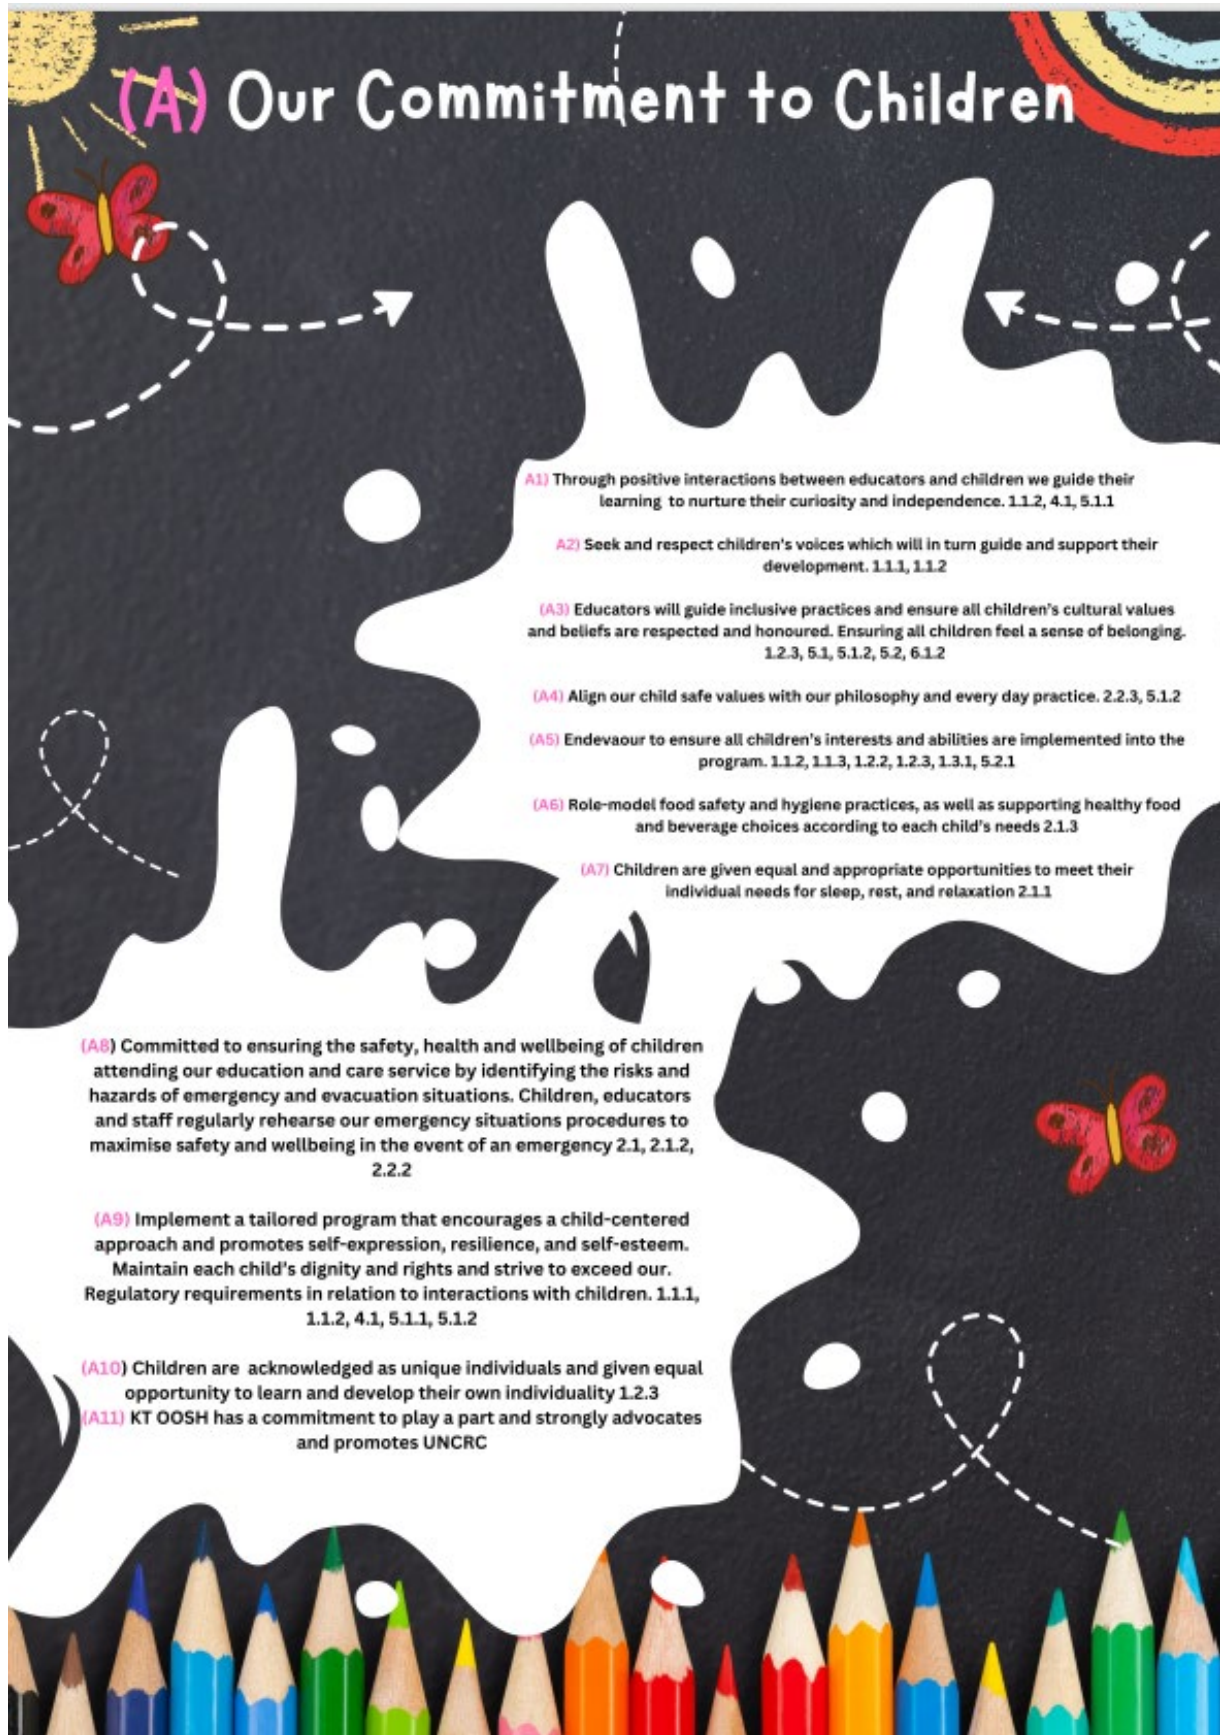 (A) Our Commitment to Children
A1) Through positive interactions between educators and children we guide their
learning to nurture their curiosity and independence. 1.1.2, 4.1, 5.1.1
A2) Seek and respect children's voices which will in turn guide and support their
development. 1.1.1, 1.1.2
(A3) Educators will guide inclusive practices and ensure all children's cultural values
and beliefs are respected and honoured. Ensuring all children feel a sense of belonging.
1.2.3, 5.1, 5.1.2, 5.2, 6.1.2
(A4) Align our child safe values with our philosophy and every day practice. 2.2.3, 5.1.2
(A5) Endevaour to ensure all children's interests and abilities are implemented into the
program. 1.1.2, 1.1.3, 1.2.2, 1.2.3, 1.3.1, 5.2.1
(A6) Role-model food safety and hygiene practices, as well as supporting healthy food
and beverage choices according to each child's needs 2.1.3
(A7) Children are given equal and appropriate opportunities to meet their
individual needs for sleep, rest, and relaxation 2.1.1
(A8) Committed to ensuring the safety, health and wellbeing of children
attending our education and care service by identifying the risks and
hazards of emergency and evacuation situations. Children, educators
and staff regularly rehearse our emergency situations procedures to
maximise safety and wellbeing in the event of an emergency 2.1, 2.1.2,
2.2.2
(A9) Implement a tailored program that encourages a child-centered
approach and promotes self-expression, resilience, and self-esteem.
Maintain each child's dignity and rights and strive to exceed our.
Regulatory requirements in relation to interactions with children. 1.1.1,
1.1.2, 4.1, 5.1.1, 5.1.2
(A10) Children are acknowledged as unique individuals and given equal
opportunity to learn and develop their own individuality 1.2.3
(A11) KT OOSH has a commitment to play a part and strongly advocates
and promotes UNCRC